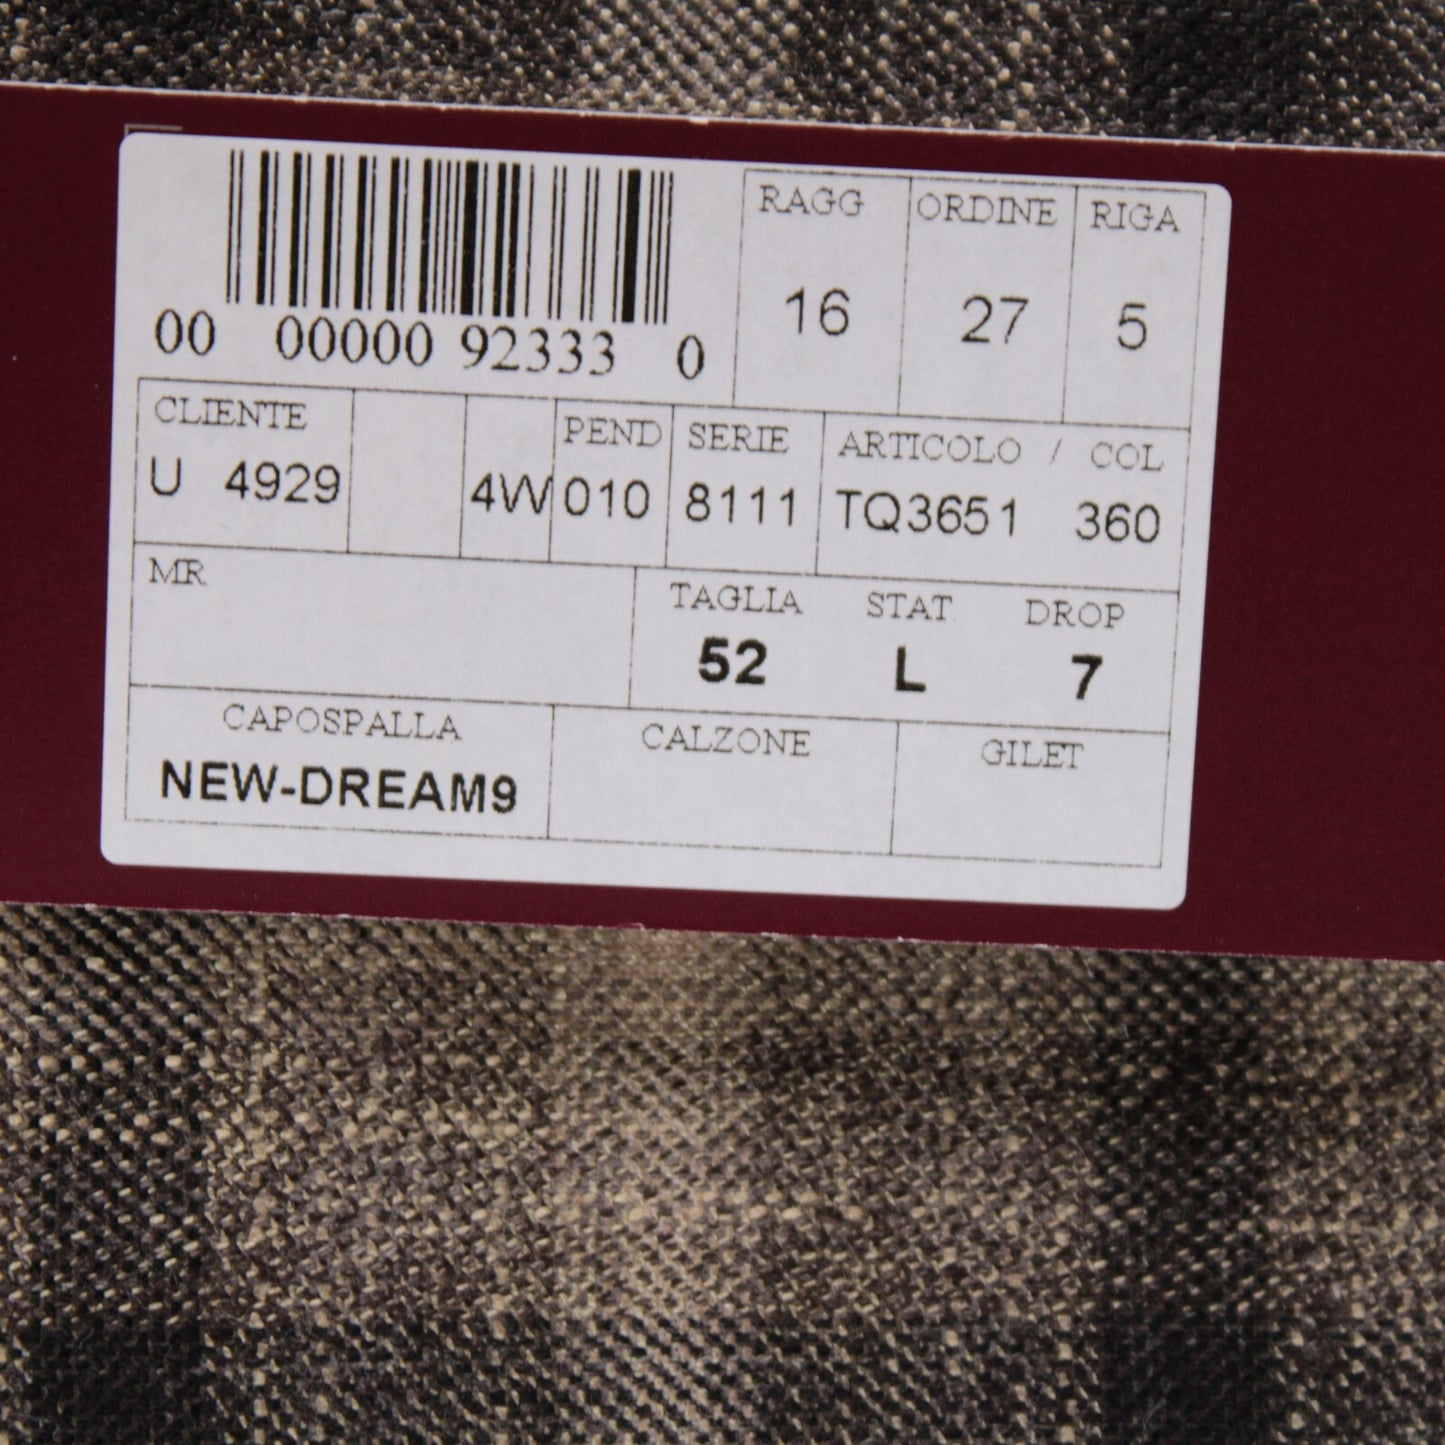 RAGG ORDINE RIGA
16 27 5
00 00000 92333 0
CLIENTE PEND SERIE ARTICOLO / COL
U 4929 4W 010 8111 TQ3651 360
MR TAGLIA STAT DROP
52 L 7
CAPOSPALLA CALZONE GILET
NEW-DREAM9